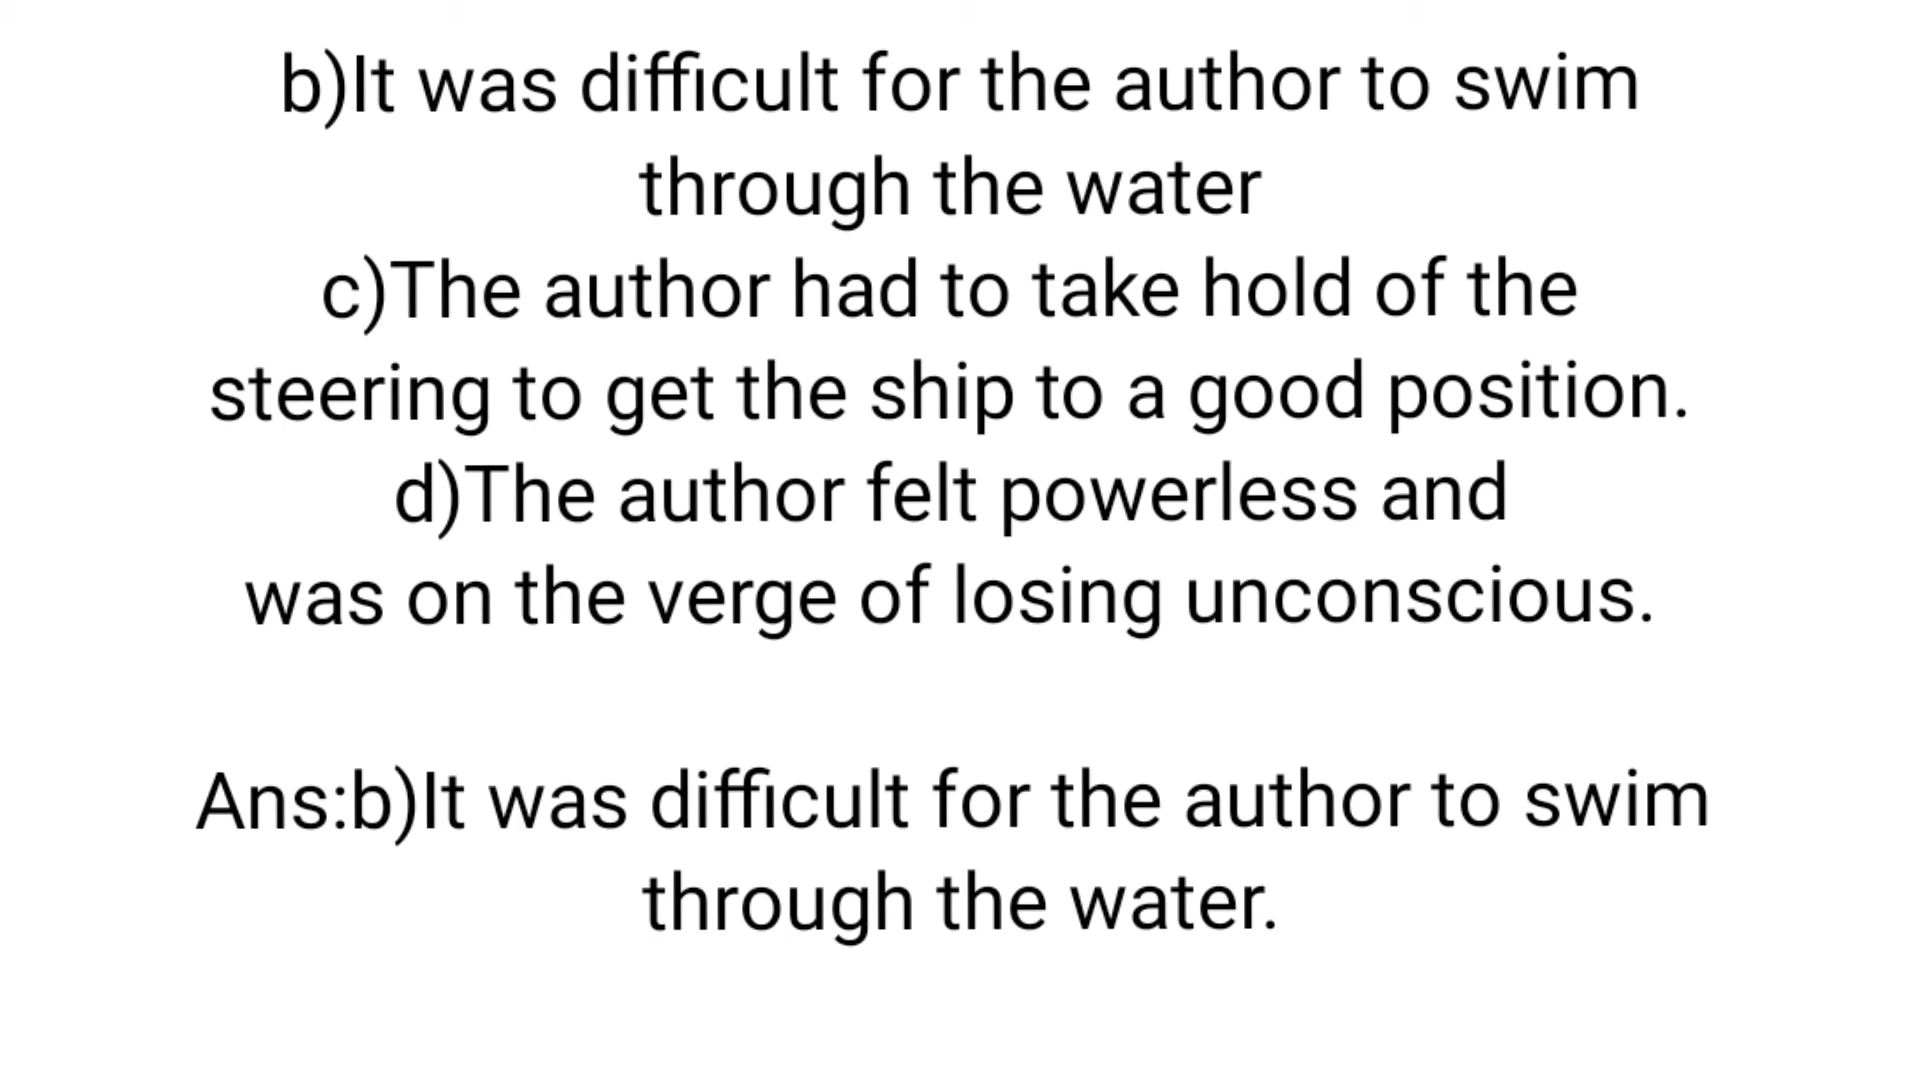 b)It was difficult for the author to swim
through the water
c)The author had to take hold of the
steering to get the ship to a good position.
d)The author felt powerless and
was on the verge of losing unconscious.
Ans:b)It was difficult for the author to swim
through the water.